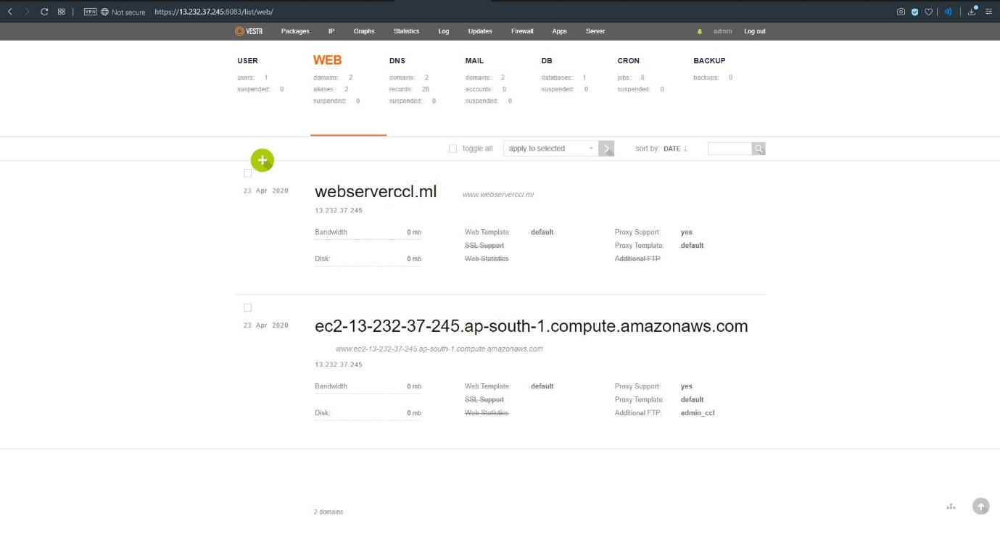 VPN Not secure https://13.232.37.245:8083/list/web/
VESTA Packages IP Graphs Statistics Log Updates Firewall Apps Server admin Log out
USER WEB DNS MAIL DB CRON BACKUP
users: 1 domains: 2 domains: 2 domains: 2 databases: 1 jobs: 8 backups: 0
suspended: 0 aliases: 2 records: 28 accounts: 0 suspended: 0 suspended: 0
suspended: 0 suspended: 0 suspended: 0
toggle all apply to selected sort by: DATE ↓
+
23 Apr 2020 webserverccl.ml www.webserverccl.ml
13.232.37.245
Bandwidth 0 mb Web Template: default Proxy Support: yes
SSL Support Proxy Template: default
Disk: 0 mb Web Statistics Additional FTP
23 Apr 2020 ec2-13-232-37-245.ap-south-1.compute.amazonaws.com
www.ec2-13-232-37-245.ap-south-1.compute.amazonaws.com
13.232.37.245
Bandwidth 0 mb Web Template: default Proxy Support: yes
SSL Support Proxy Template: default
Disk: 0 mb Web Statistics Additional FTP: admin_ccl
2 domains